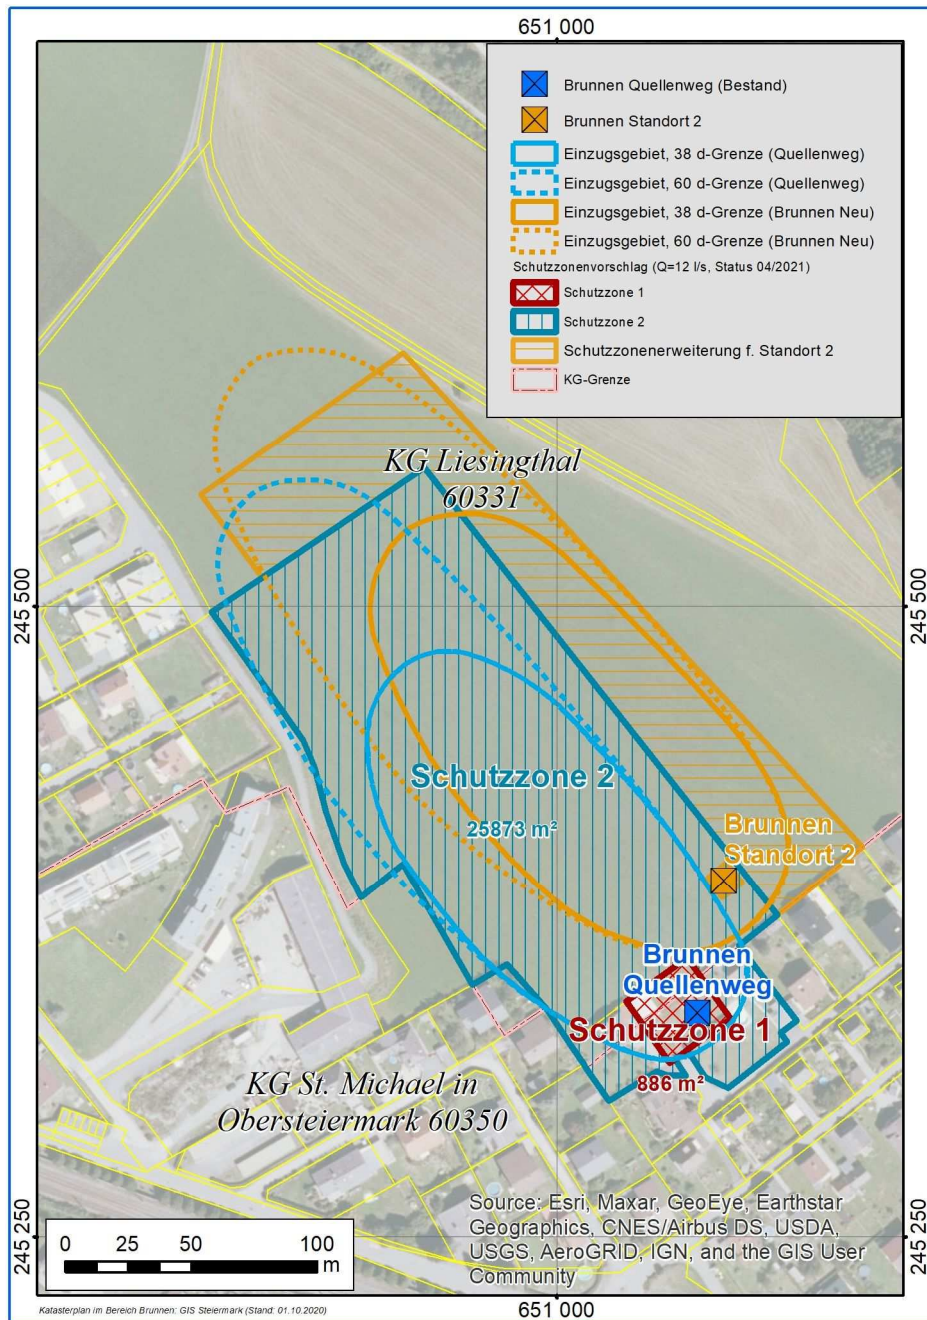 651 000
Brunnen Quellenweg (Bestand)
Brunnen Standort 2
Einzugsgebiet, 38 d-Grenze (Quellenweg)
Einzugsgebiet, 60 d-Grenze (Quellenweg)
Einzugsgebiet, 38 d-Grenze (Brunnen Neu)
Einzugsgebiet, 60 d-Grenze (Brunnen Neu)
Schutzzonenvorschlag (Q=12 l/s, Status 04/2021)
Schutzzone 1
Schutzzone 2
Schutzzonenerweiterung f. Standort 2
KG-Grenze
KG Liesingthal
60331
245 500
245 500
Schutzzone 2
25873 m²
Brunnen
Standort 2
Brunnen
Quellenweg
Schutzzone 1
886 m²
KG St. Michael in
Obersteiermark 60350
245 250
245 250
Source: Esri, Maxar, GeoEye, Earthstar
Geographics, CNES/Airbus DS, USDA,
USGS, AeroGRID, IGN, and the GIS User
Community
0 25 50 100
m
651 000
Katasterplan im Bereich Brunnen: GIS Steiermark (Stand: 01.10.2020)